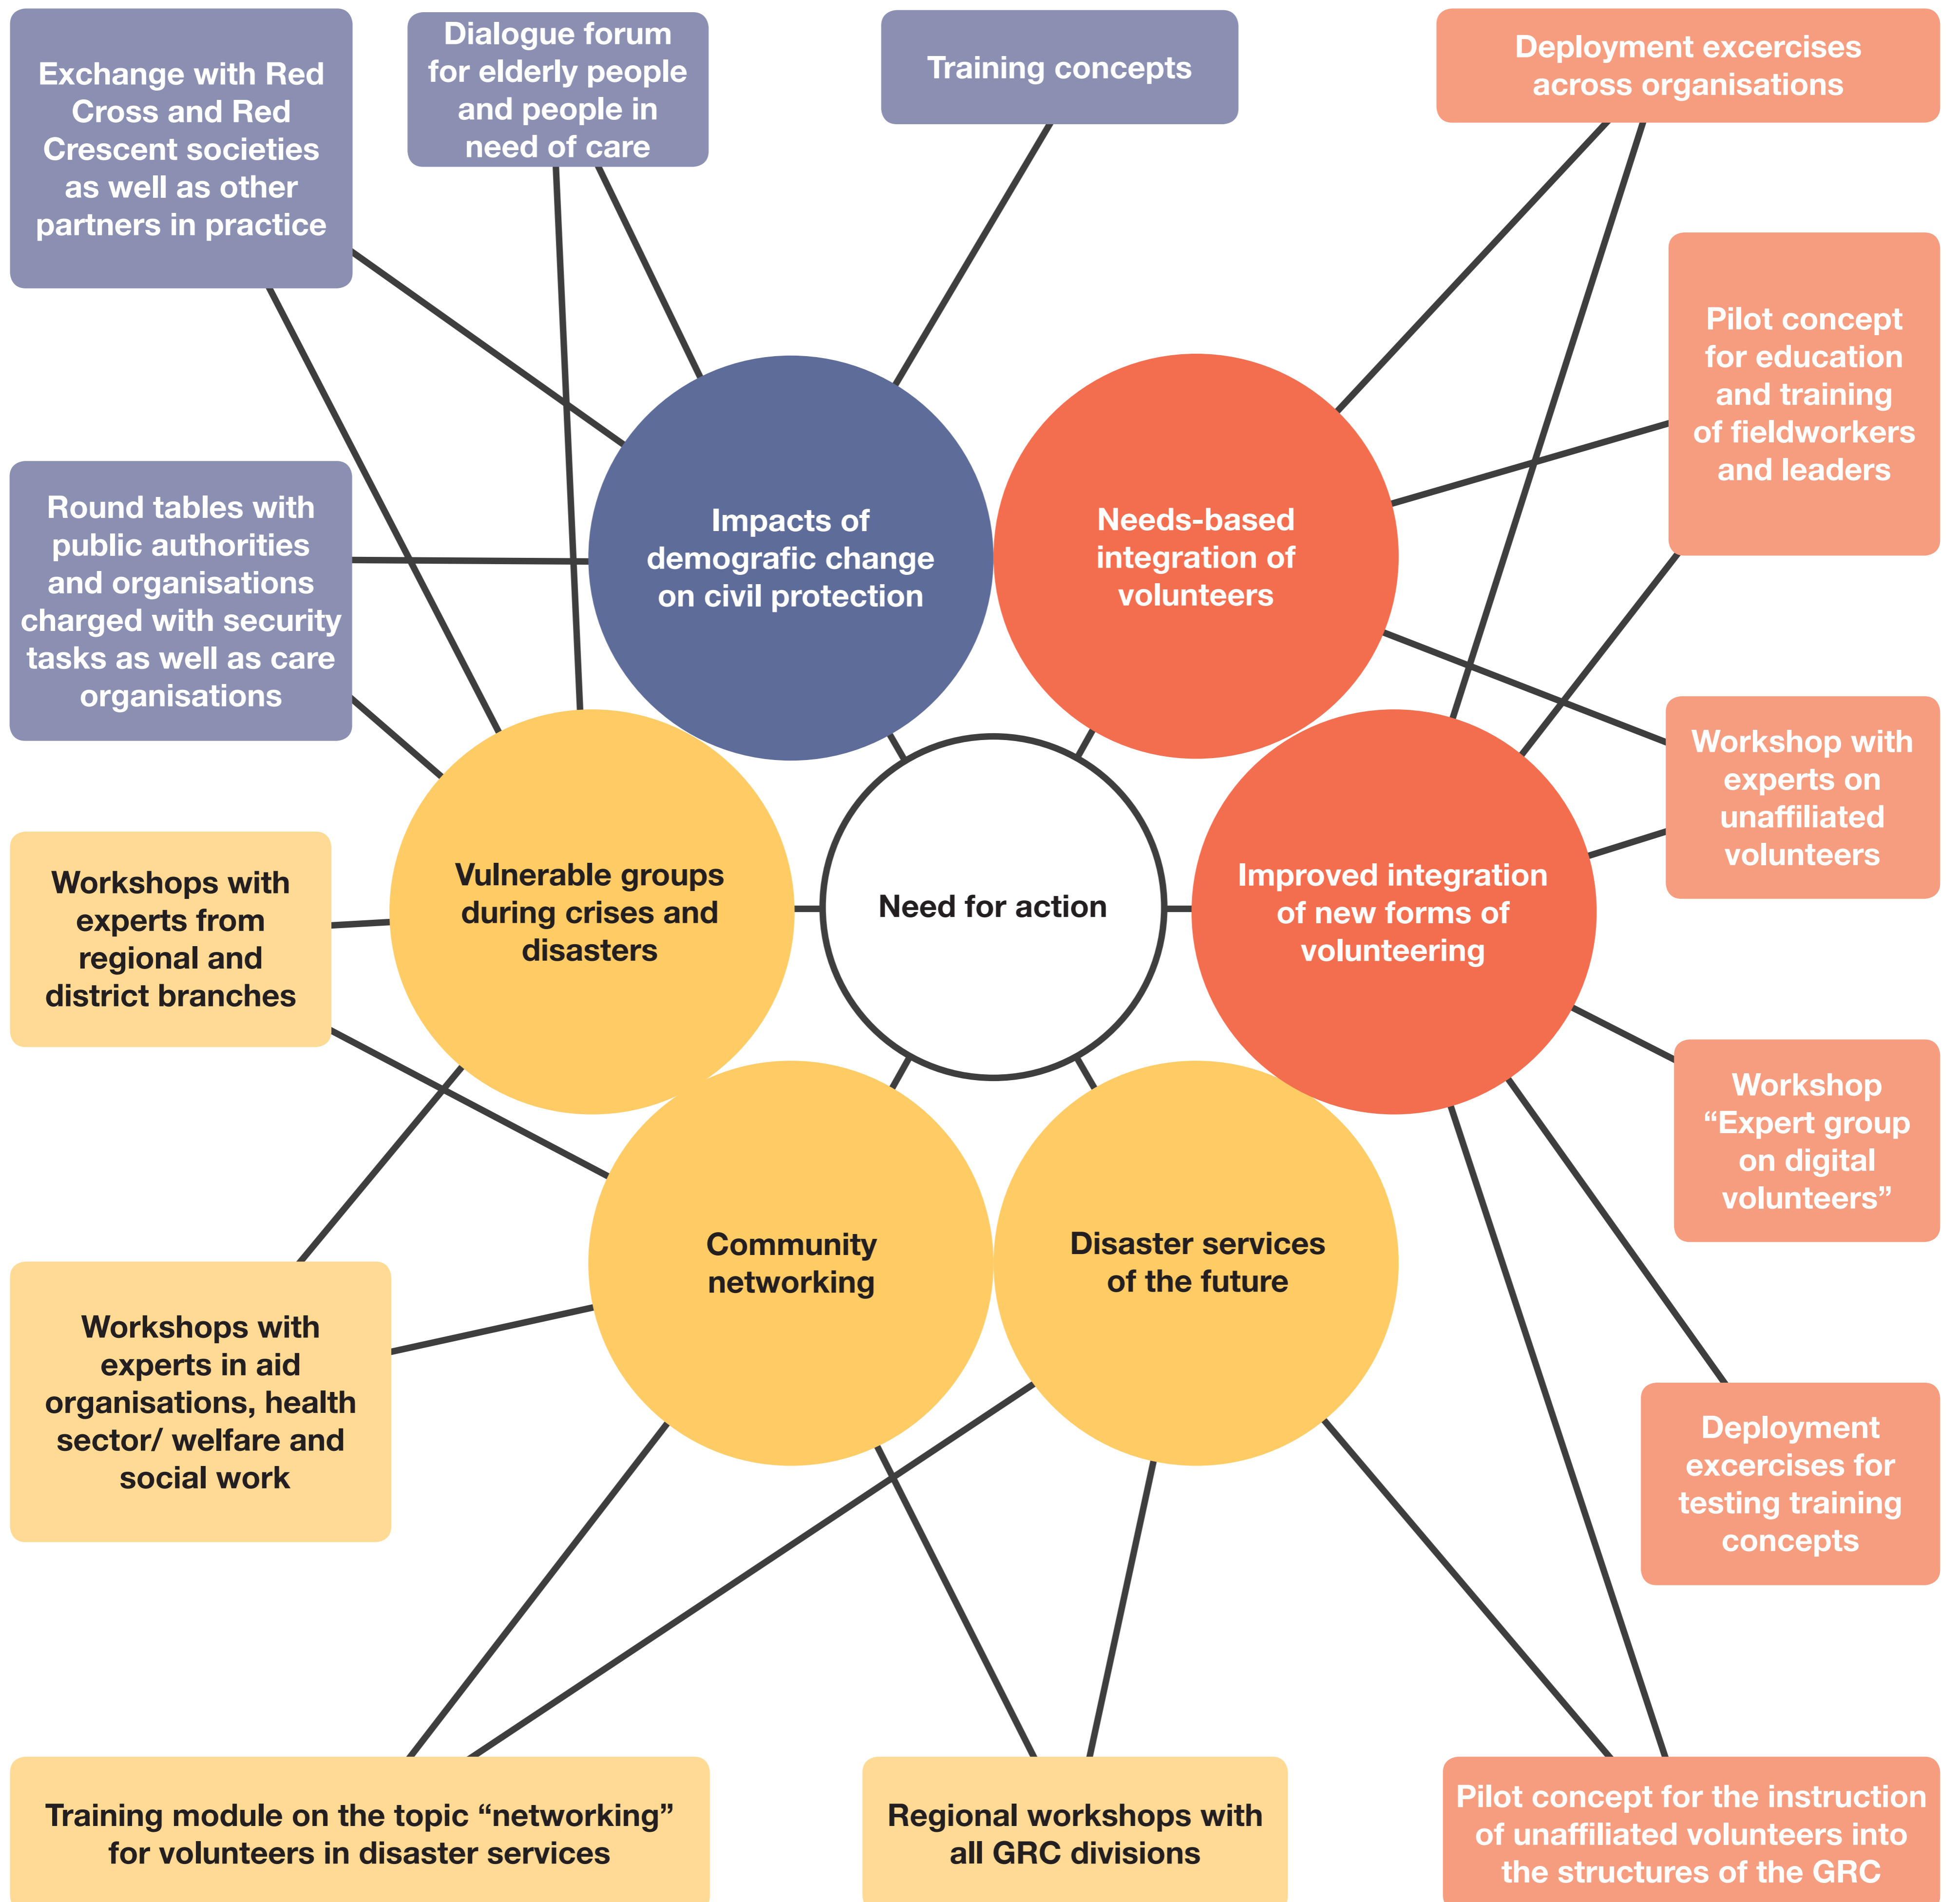 Exchange with Red
Cross and Red
Crescent societies
as well as other
partners in practice
Dialogue forum
for elderly people
and people in
need of care
Training concepts
Deployment excercises
across organisations
Pilot concept
for education
and training
of fieldworkers
and leaders
Round tables with
public authorities
and organisations
charged with security
tasks as well as care
organisations
Impacts of
demografic change
on civil protection
Needs-based
integration of
volunteers
Workshop with
experts on
unaffiliated
volunteers
Workshops with
experts from
regional and
district branches
Vulnerable groups
during crises and
disasters
Need for action
Improved integration
of new forms of
volunteering
Workshop
“Expert group
on digital
volunteers”
Community
networking
Disaster services
of the future
Workshops with
experts in aid
organisations, health
sector/ welfare and
social work
Deployment
excercises for
testing training
concepts
Training module on the topic “networking”
for volunteers in disaster services
Regional workshops with
all GRC divisions
Pilot concept for the instruction
of unaffiliated volunteers into
the structures of the GRC